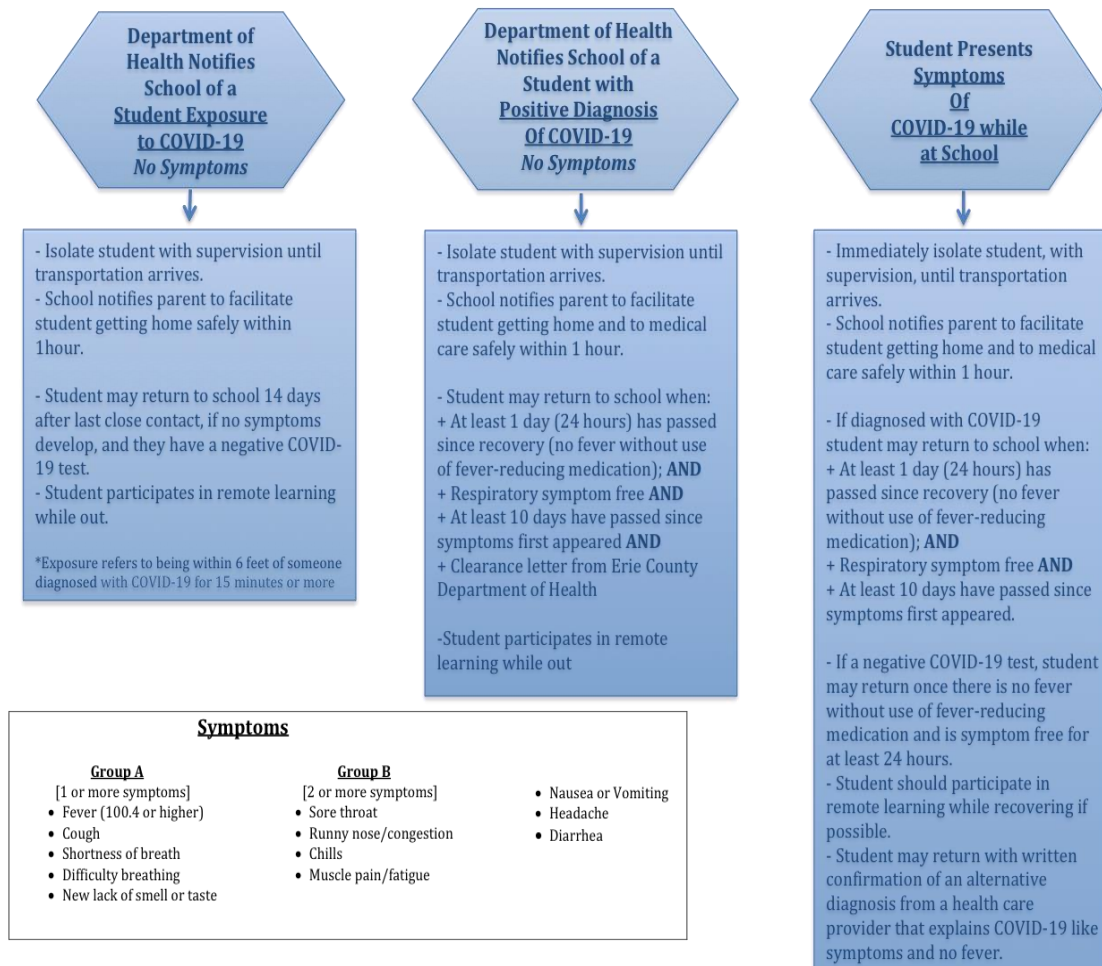 Department of
Health Notifies
School of a
Student Exposure
to COVID-19
No Symptoms
- Isolate student with supervision until
transportation arrives.
- School notifies parent to facilitate
student getting home safely within
1hour.
- Student may return to school 14 days
after last close contact, if no symptoms
develop, and they have a negative COVID-
19 test.
- Student participates in remote learning
while out.
*Exposure refers to being within 6 feet of someone
diagnosed with COVID-19 for 15 minutes or more
Department of Health
Notifies School of a
Student with
Positive Diagnosis
Of COVID-19
No Symptoms
- Isolate student with supervision until
transportation arrives.
- School notifies parent to facilitate
student getting home and to medical
care safely within 1 hour.
- Student may return to school when:
+ At least 1 day (24 hours) has passed
since recovery (no fever without use
of fever-reducing medication); AND
+ Respiratory symptom free AND
+ At least 10 days have passed since
symptoms first appeared AND
+ Clearance letter from Erie County
Department of Health
-Student participates in remote
learning while out
Student Presents
Symptoms
Of
COVID-19 while
at School
- Immediately isolate student, with
supervision, until transportation
arrives.
- School notifies parent to facilitate
student getting home and to medical
care safely within 1 hour.
- If diagnosed with COVID-19
student may return to school when:
+ At least 1 day (24 hours) has
passed since recovery (no fever
without use of fever-reducing
medication); AND
+ Respiratory symptom free AND
+ At least 10 days have passed since
symptoms first appeared.
- If a negative COVID-19 test, student
may return once there is no fever
without use of fever-reducing
medication and is symptom free for
at least 24 hours.
- Student should participate in
remote learning while recovering if
possible.
- Student may return with written
confirmation of an alternative
diagnosis from a health care
provider that explains COVID-19 like
symptoms and no fever.
Symptoms
Group A
[1 or more symptoms]
• Fever (100.4 or higher)
• Cough
• Shortness of breath
• Difficulty breathing
• New lack of smell or taste
Group B
[2 or more symptoms]
• Sore throat
• Runny nose/congestion
• Chills
• Muscle pain/fatigue
• Nausea or Vomiting
• Headache
• Diarrhea